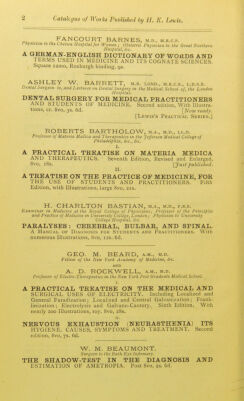 2 Catalogue of Works Published by H. K. Lewis.
FANCOURT BARNES, M.D., M.R.C.P.
Physician to the Chelsea Hospital for Women; Obstetric Physician to the Great Northern
Hospital, &c.
A GERMAN-ENGLISH DICTIONARY OF WORDS AND
TERMS USED IN MEDICINE AND ITS COGNATE SCIENCES.
Square 12mo, Roxburgh binding, 9s.
ASHLEY W. BARRETT, M.B. LOND., M.R.C.S., L.D.S.E.
Dental Surgeon to, and Lecturer on Dental Surgery in the Medical School of, the London
Hospital.
DENTAL SURGERY FOR MEDICAL PRACTITIONERS
AND STUDENTS OF MEDICINE. Second edition, With Illustra-
tions, cr. 8vo, 3s. 6d. [Now ready.
[LEWIS'S PRACTICAL SERIES.]
ROBERTS BARTHOLOW, M.A., M.D., LL.D.
Professor of Materia Medica and Therapeutics in the Jefferson Medical College of
Philadelphia, &c., &c.
I.
A PRACTICAL TREATISE ON MATERIA MEDICA
AND THERAPEUTICS. Seventh Edition, Revised and Enlarged,
8vo, 18s. [Just published.
II.
A TREATISE ON THE PRACTICE OF MEDICINE, FOR
THE USE OF STUDENTS AND PRACTITIONERS. Fifth
Edition, with Illustrations, large 8vo, 21s.
H. CHARLTON BASTIAN, M.A., M.D., F.R.S.
Examiner in Medicine at the Royal College of Physicians; Professor of the Principles
and Practice of Medicine in University College, London; Physician to University
College Hospital, &c.
PARALYSES: CEREBRAL, BULBAR, AND SPINAL.
A MANUAL OF DIAGNOSIS FOR STUDENTS AND PRACTITIONERS. With
numerous Illustrations, 8vo, 12s. 6d.
GEO. M. BEARD, A.M., M.D.
Fellow of the New York Academy of Medicine, &c.
AND
A. D. ROCKWELL, A.M., M.D.
Professor of Electro-Therapeutics in the New York Post Graduate Medical School.
I.
A PRACTICAL TREATISE ON THE MEDICAL AND
SURGICAL USES OF ELECTRICITY. Including Localized and
General Faradization; Localized and Central Galvanization; Frank-
linization; Electrolysis and Galvano-Cautery. Sixth Edition. With
nearly 200 Illustrations, roy. 8vo, 28s.
II.
NERVOUS EXHAUSTION (NEURASTHENIA) ITS
HYGIENE, CAUSES, SYMPTOMS AND TREATMENT. Second
edition, 8vo, 7s. 6d.
W. M. BEAUMONT.
Surgeon to the Bath Eye Infirmary.
THE SHADOW-TEST IN THE DIAGNOSIS AND
ESTIMATION OF AMETROPIA. Post 8vo, 2s. 6d.